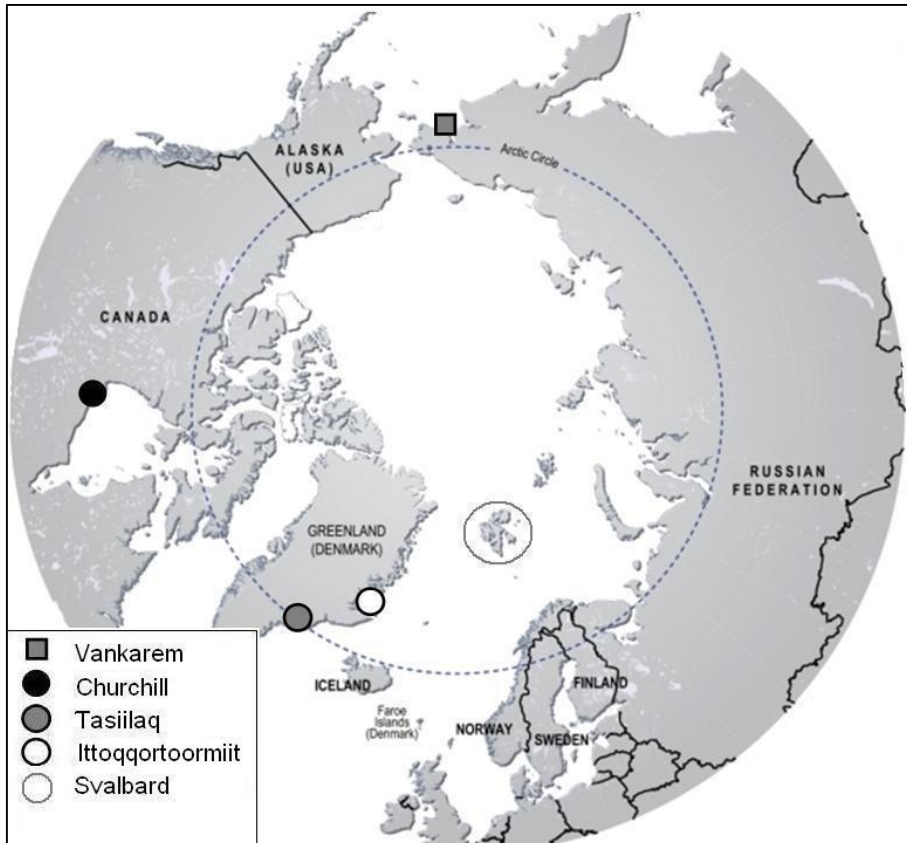 ALASKA
(USA)
Arctic Circle
CANADA
RUSSIAN
FEDERATION
GREENLAND
(DENMARK)
ICELAND
Faroe
Islands
(Denmark)
NORWAY
SWEDEN
FINLAND
Vankarem
Churchill
Tasiilaq
Ittoqqortoormiit
Svalbard